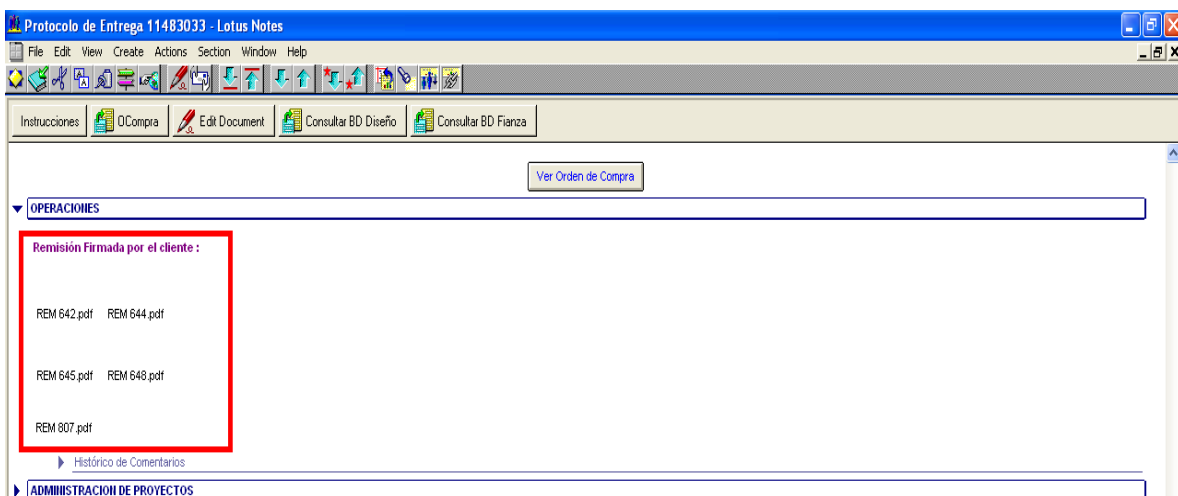 Protocolo de Entrega 11483033 - Lotus Notes
File Edit View Create Actions Section Window Help
Instrucciones OCompra Edit Document Consultar BD Diseño Consultar BD Fianza
Ver Orden de Compra
OPERACIONES
Remisión Firmada por el cliente :
REM 642.pdf REM 644.pdf
REM 645.pdf REM 648.pdf
REM 807.pdf
Histórico de Comentarios
ADMINISTRACION DE PROYECTOS